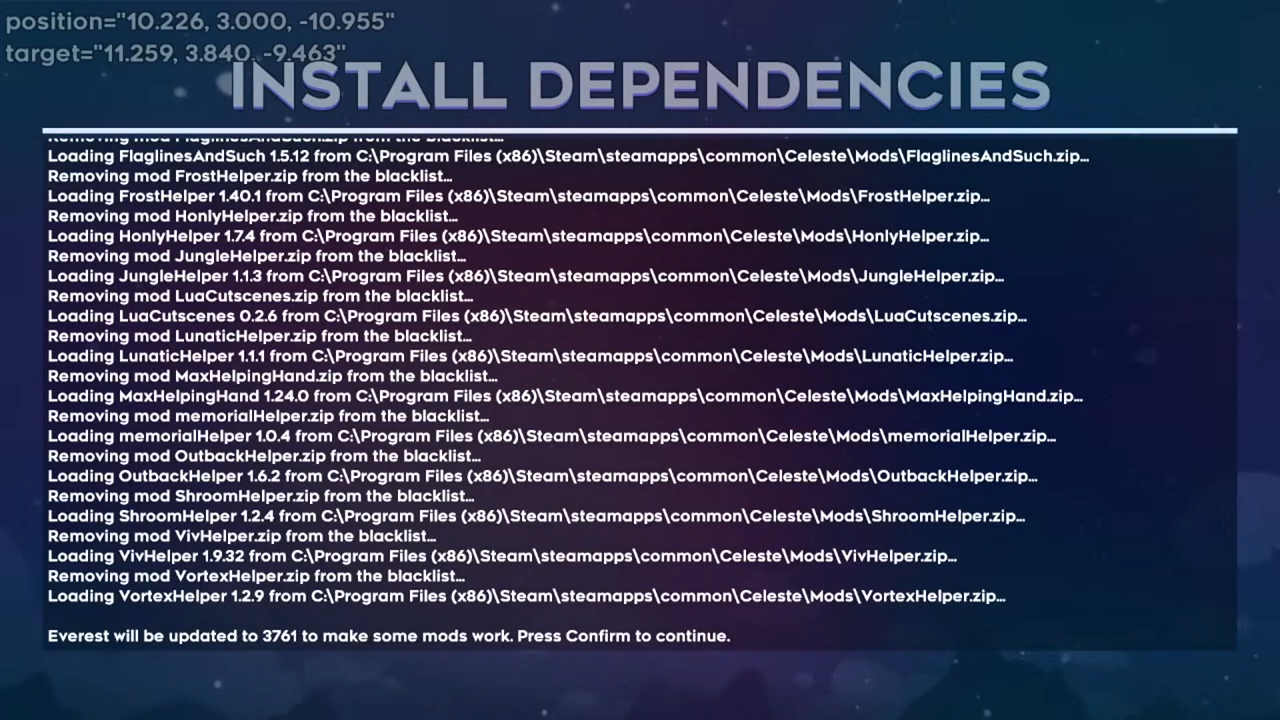 position="10.226, 3.000, -10.955"
target="11.259, 3.840, -9.463"
INSTALL DEPENDENCIES
Removing mod FlaglinesAndSuch.zip from the blacklist...
Loading FlaglinesAndSuch 1.5.12 from C:\Program Files (x86)\Steam\steamapps\common\Celeste\Mods\FlaglinesAndSuch.zip...
Removing mod FrostHelper.zip from the blacklist...
Loading FrostHelper 1.40.1 from C:\Program Files (x86)\Steam\steamapps\common\Celeste\Mods\FrostHelper.zip...
Removing mod HonlyHelper.zip from the blacklist...
Loading HonlyHelper 1.7.4 from C:\Program Files (x86)\Steam\steamapps\common\Celeste\Mods\HonlyHelper.zip...
Removing mod JungleHelper.zip from the blacklist...
Loading JungleHelper 1.1.3 from C:\Program Files (x86)\Steam\steamapps\common\Celeste\Mods\JungleHelper.zip...
Removing mod LuaCutscenes.zip from the blacklist...
Loading LuaCutscenes 0.2.6 from C:\Program Files (x86)\Steam\steamapps\common\Celeste\Mods\LuaCutscenes.zip...
Removing mod LunaticHelper.zip from the blacklist...
Loading LunaticHelper 1.1.1 from C:\Program Files (x86)\Steam\steamapps\common\Celeste\Mods\LunaticHelper.zip...
Removing mod MaxHelpingHand.zip from the blacklist...
Loading MaxHelpingHand 1.24.0 from C:\Program Files (x86)\Steam\steamapps\common\Celeste\Mods\MaxHelpingHand.zip...
Removing mod memorialHelper.zip from the blacklist...
Loading memorialHelper 1.0.4 from C:\Program Files (x86)\Steam\steamapps\common\Celeste\Mods\memorialHelper.zip...
Removing mod OutbackHelper.zip from the blacklist...
Loading OutbackHelper 1.6.2 from C:\Program Files (x86)\Steam\steamapps\common\Celeste\Mods\OutbackHelper.zip...
Removing mod ShroomHelper.zip from the blacklist...
Loading ShroomHelper 1.2.4 from C:\Program Files (x86)\Steam\steamapps\common\Celeste\Mods\ShroomHelper.zip...
Removing mod VivHelper.zip from the blacklist...
Loading VivHelper 1.9.32 from C:\Program Files (x86)\Steam\steamapps\common\Celeste\Mods\VivHelper.zip...
Removing mod VortexHelper.zip from the blacklist...
Loading VortexHelper 1.2.9 from C:\Program Files (x86)\Steam\steamapps\common\Celeste\Mods\VortexHelper.zip...
Everest will be updated to 3761 to make some mods work. Press Confirm to continue.